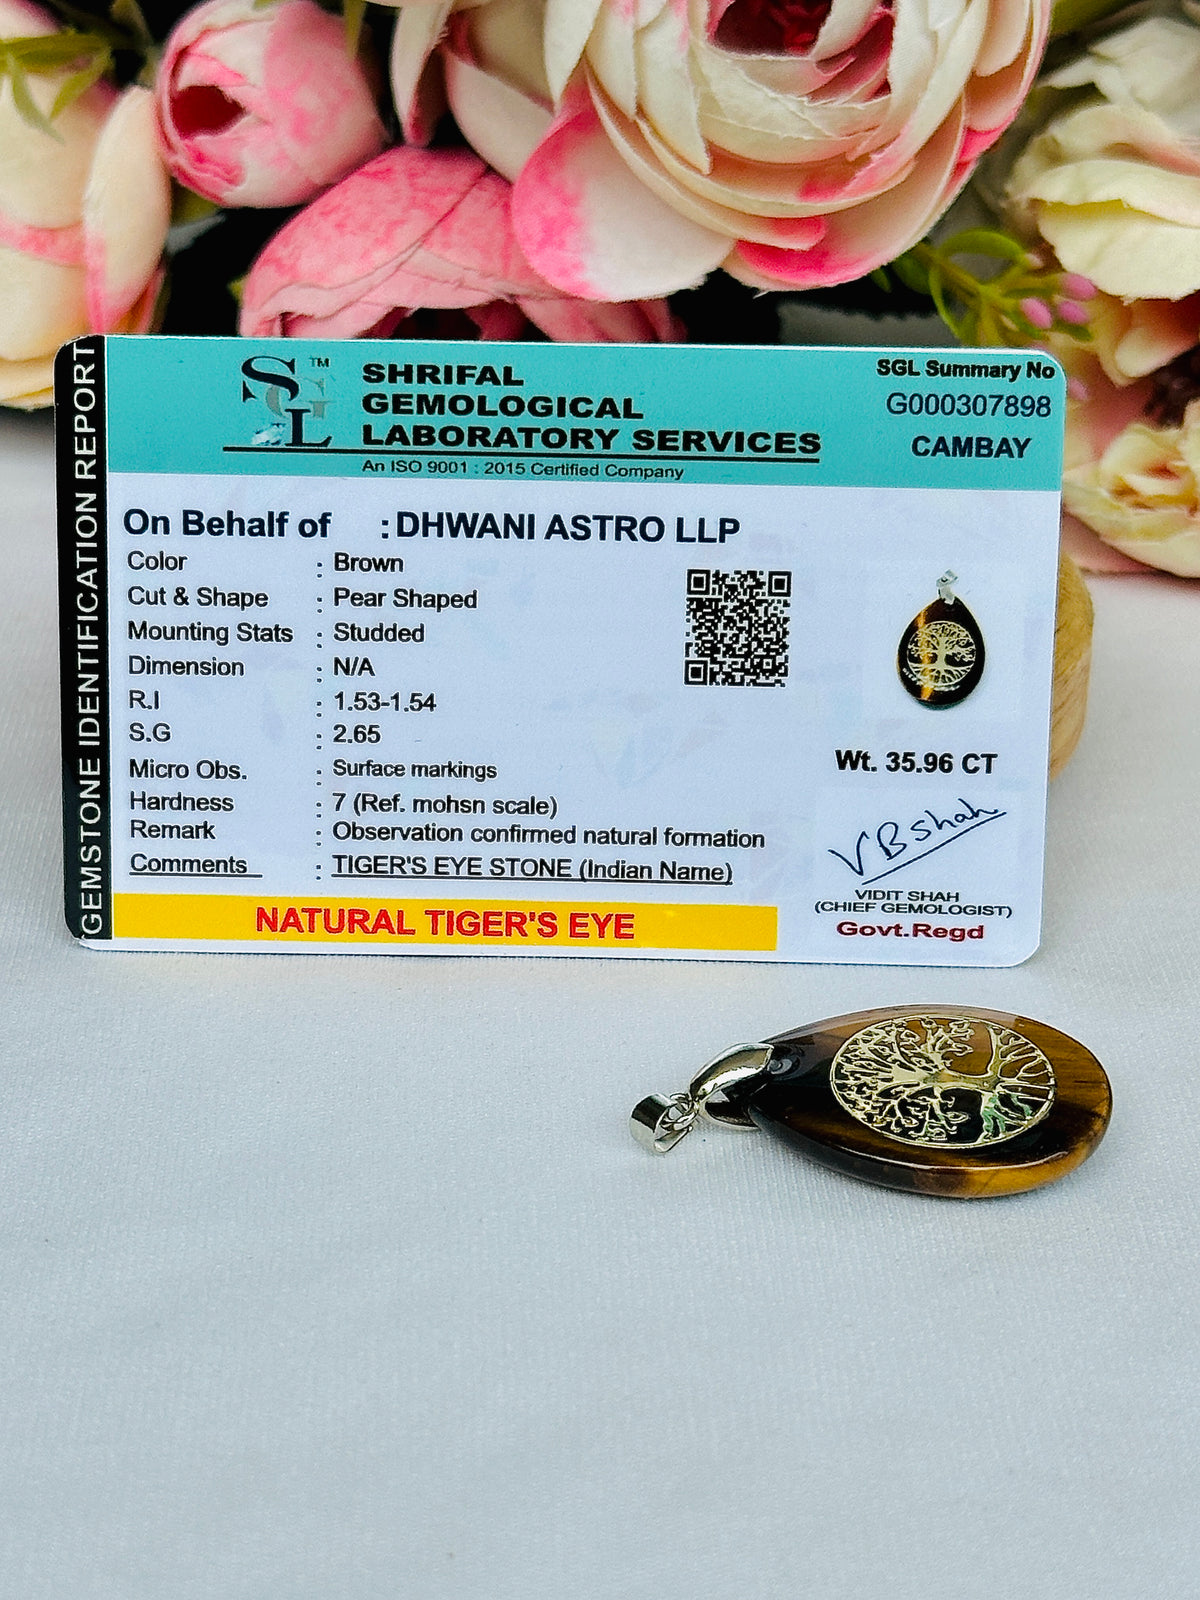 GEMSTONE IDENTIFICATION REPORT
SGL
TM
SHRIFAL
GEMOLOGICAL
LABORATORY SERVICES
An ISO 9001 : 2015 Certified Company
SGL Summary No
G000307898
CAMBAY
On Behalf of : DHWANI ASTRO LLP
Color : Brown
Cut & Shape : Pear Shaped
Mounting Stats : Studded
Dimension : N/A
R.I : 1.53-1.54
S.G : 2.65
Micro Obs. : Surface markings
Hardness : 7 (Ref. mohsn scale)
Remark : Observation confirmed natural formation
Comments : TIGER'S EYE STONE (Indian Name)
NATURAL TIGER'S EYE
Wt. 35.96 CT
VBShah
VIDIT SHAH
(CHIEF GEMOLOGIST)
Govt.Regd